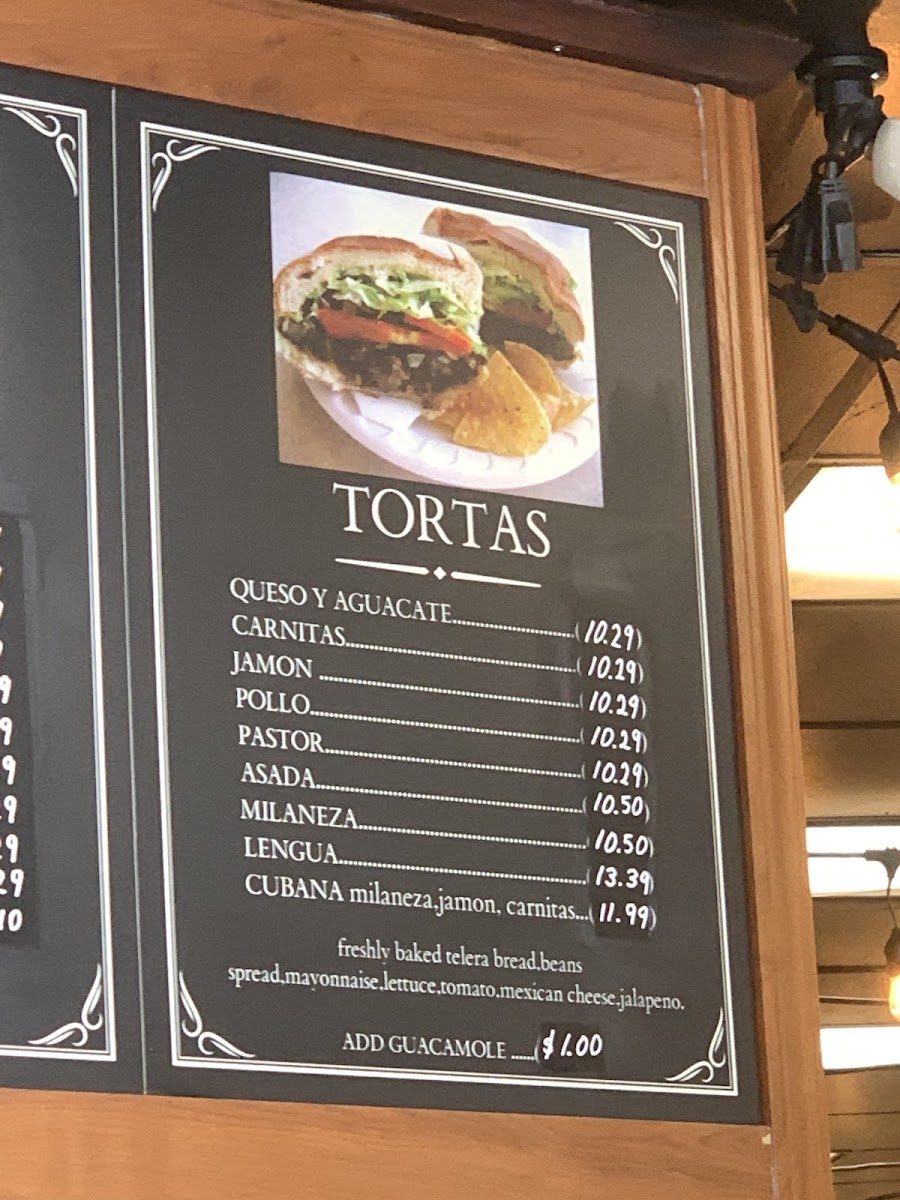 TORTAS
QUESO Y AGUACATE..........(10.29)
CARNITAS..........(10.29)
JAMON ..........(10.29)
POLLO..........(10.29)
PASTOR..........(10.29)
ASADA..........(10.50)
MILANEZA..........(10.50)
LENGUA..........(13.39)
CUBANA milaneza,jamon, carnitas...(11.99)
freshly baked telera bread,beans
spread,mayonnaise,lettuce,tomato,mexican cheese,jalapeno.
ADD GUACAMOLE ......($1.00